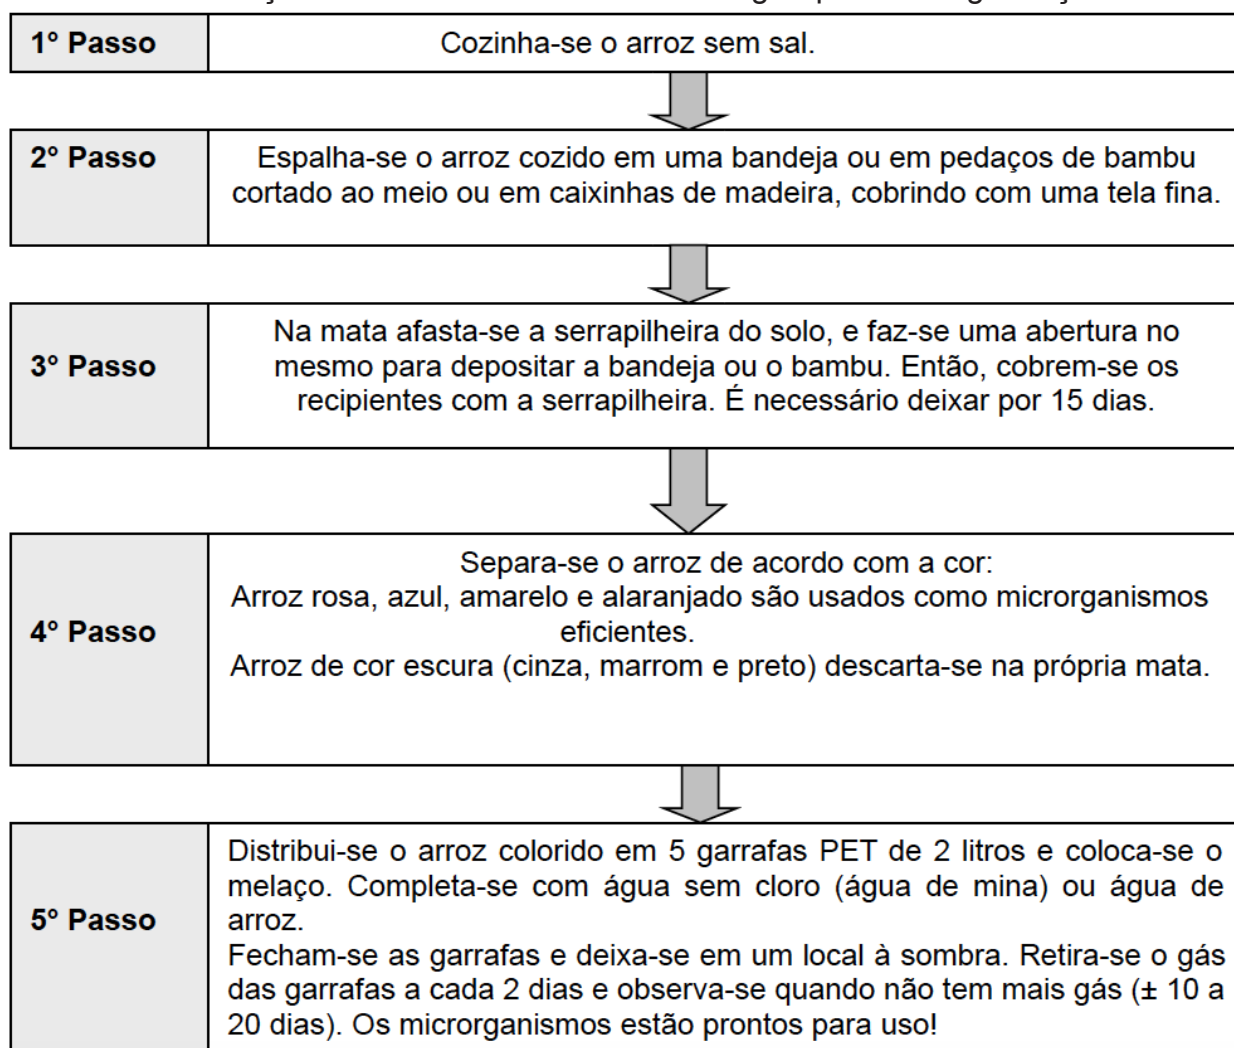 1° Passo
Cozinha-se o arroz sem sal.
2° Passo
Espalha-se o arroz cozido em uma bandeja ou em pedaços de bambu
cortado ao meio ou em caixinhas de madeira, cobrindo com uma tela fina.
3° Passo
Na mata afasta-se a serrapilheira do solo, e faz-se uma abertura no
mesmo para depositar a bandeja ou o bambu. Então, cobrem-se os
recipientes com a serrapilheira. É necessário deixar por 15 dias.
4° Passo
Separa-se o arroz de acordo com a cor:
Arroz rosa, azul, amarelo e alaranjado são usados como microrganismos
eficientes.
Arroz de cor escura (cinza, marrom e preto) descarta-se na própria mata.
5° Passo
Distribui-se o arroz colorido em 5 garrafas PET de 2 litros e coloca-se o
melaço. Completa-se com água sem cloro (água de mina) ou água de
arroz.
Fecham-se as garrafas e deixa-se em um local à sombra. Retira-se o gás
das garrafas a cada 2 dias e observa-se quando não tem mais gás (± 10 a
20 dias). Os microrganismos estão prontos para uso!